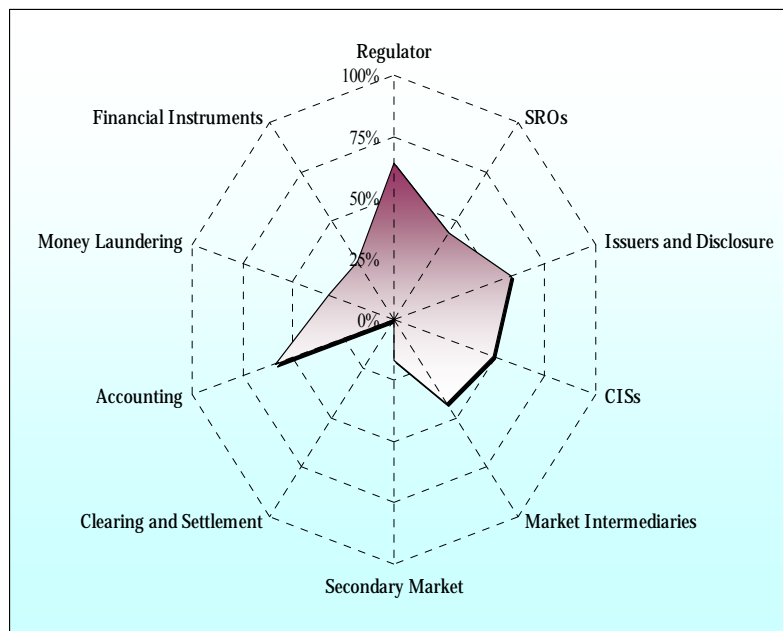 Regulator
100%
Financial Instruments
SROs
75%
50%
Money Laundering
Issuers and Disclosure
25%
0%
Accounting
CISs
Clearing and Settlement
Market Intermediaries
Secondary Market